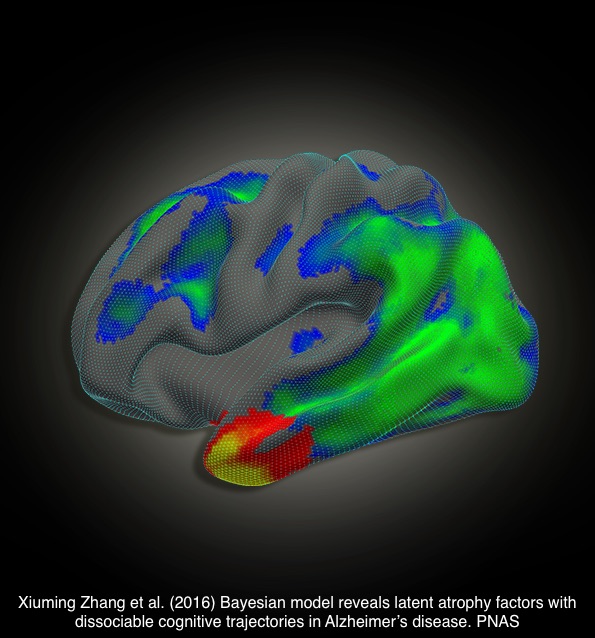 Xiuming Zhang et al. (2016) Bayesian model reveals latent atrophy factors with
dissociable cognitive trajectories in Alzheimer’s disease. PNAS